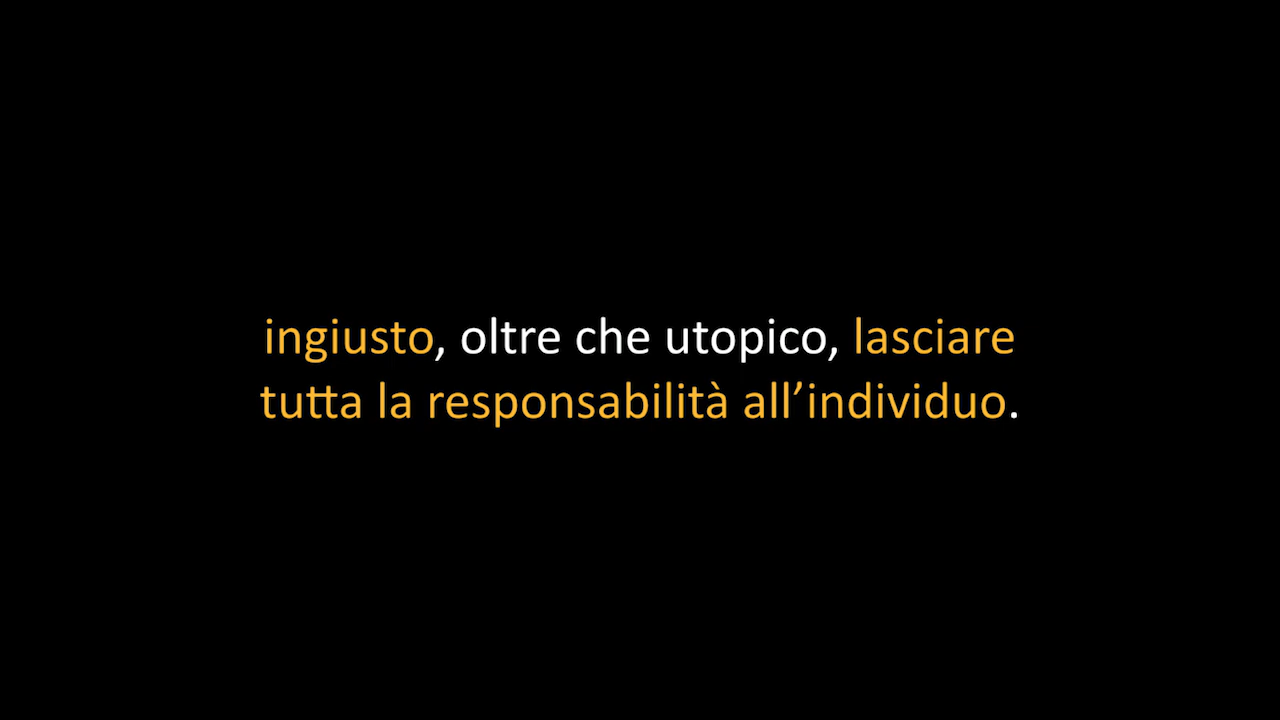 ingiusto, oltre che utopico, lasciare
tutta la responsabilità all’individuo.